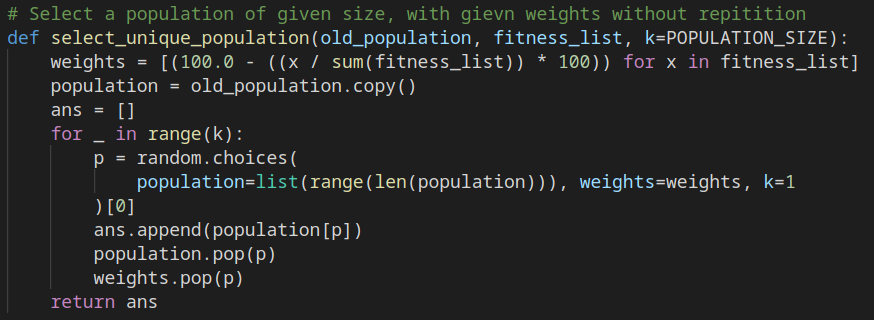 # Select a population of given size, with gievn weights without repitition
def select_unique_population(old_population, fitness_list, k=POPULATION_SIZE):
    weights = [(100.0 - ((x / sum(fitness_list)) * 100)) for x in fitness_list]
    population = old_population.copy()
    ans = []
    for _ in range(k):
        p = random.choices(
            population=list(range(len(population))), weights=weights, k=1
        )[0]
        ans.append(population[p])
        population.pop(p)
        weights.pop(p)
    return ans